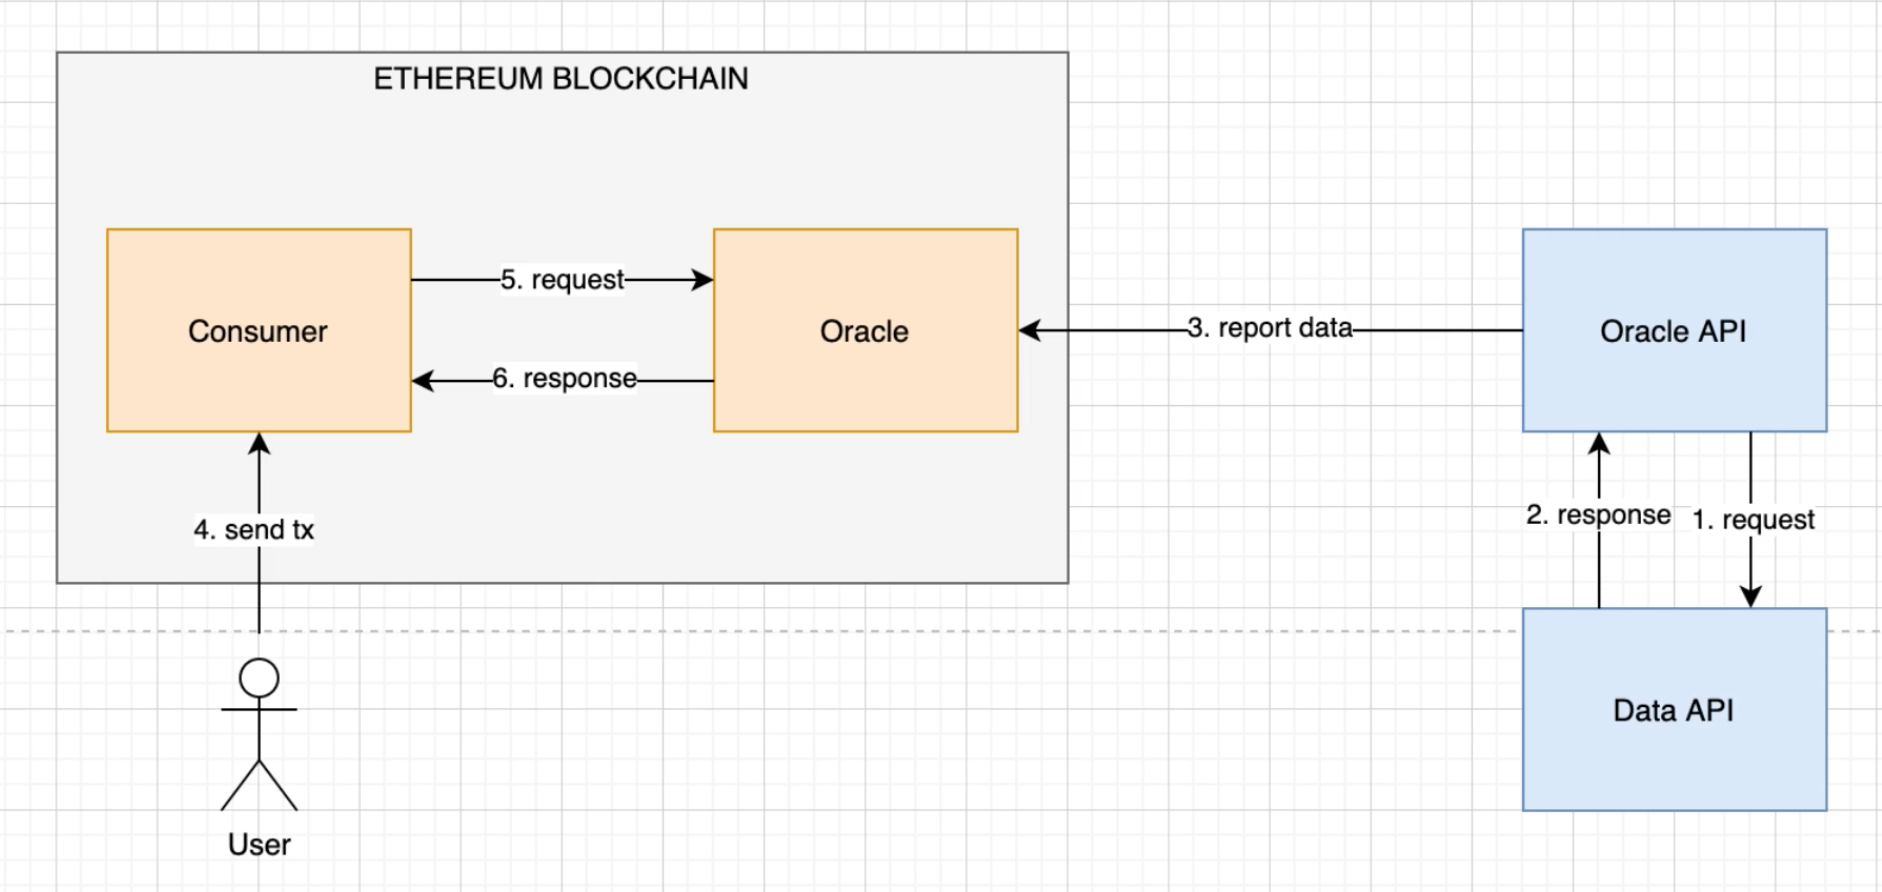 ETHEREUM BLOCKCHAIN
Consumer
5. request
6. response
Oracle
3. report data
Oracle API
4. send tx
2. response
1. request
Data API
User